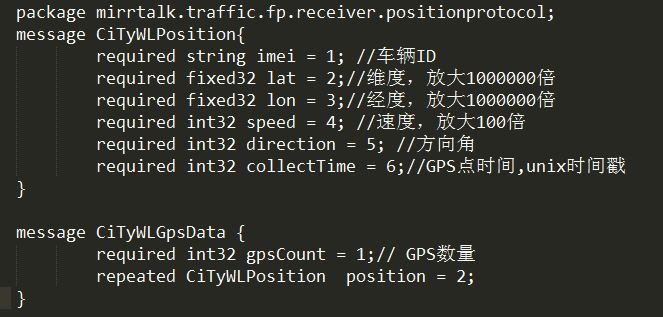 package mirrtalk.traffic.fp.receiver.positionprotocol;
message CiTyWLPosition{
required string imei = 1; //车辆ID
required fixed32 lat = 2;//维度，放大1000000倍
required fixed32 lon = 3;//经度，放大1000000倍
required int32 speed = 4; //速度，放大100倍
required int32 direction = 5; //方向角
required int32 collectTime = 6;//GPS点时间,unix时间戳
}
message CiTyWLGpsData {
required int32 gpsCount = 1;// GPS数量
repeated CiTyWLPosition  position = 2;
}